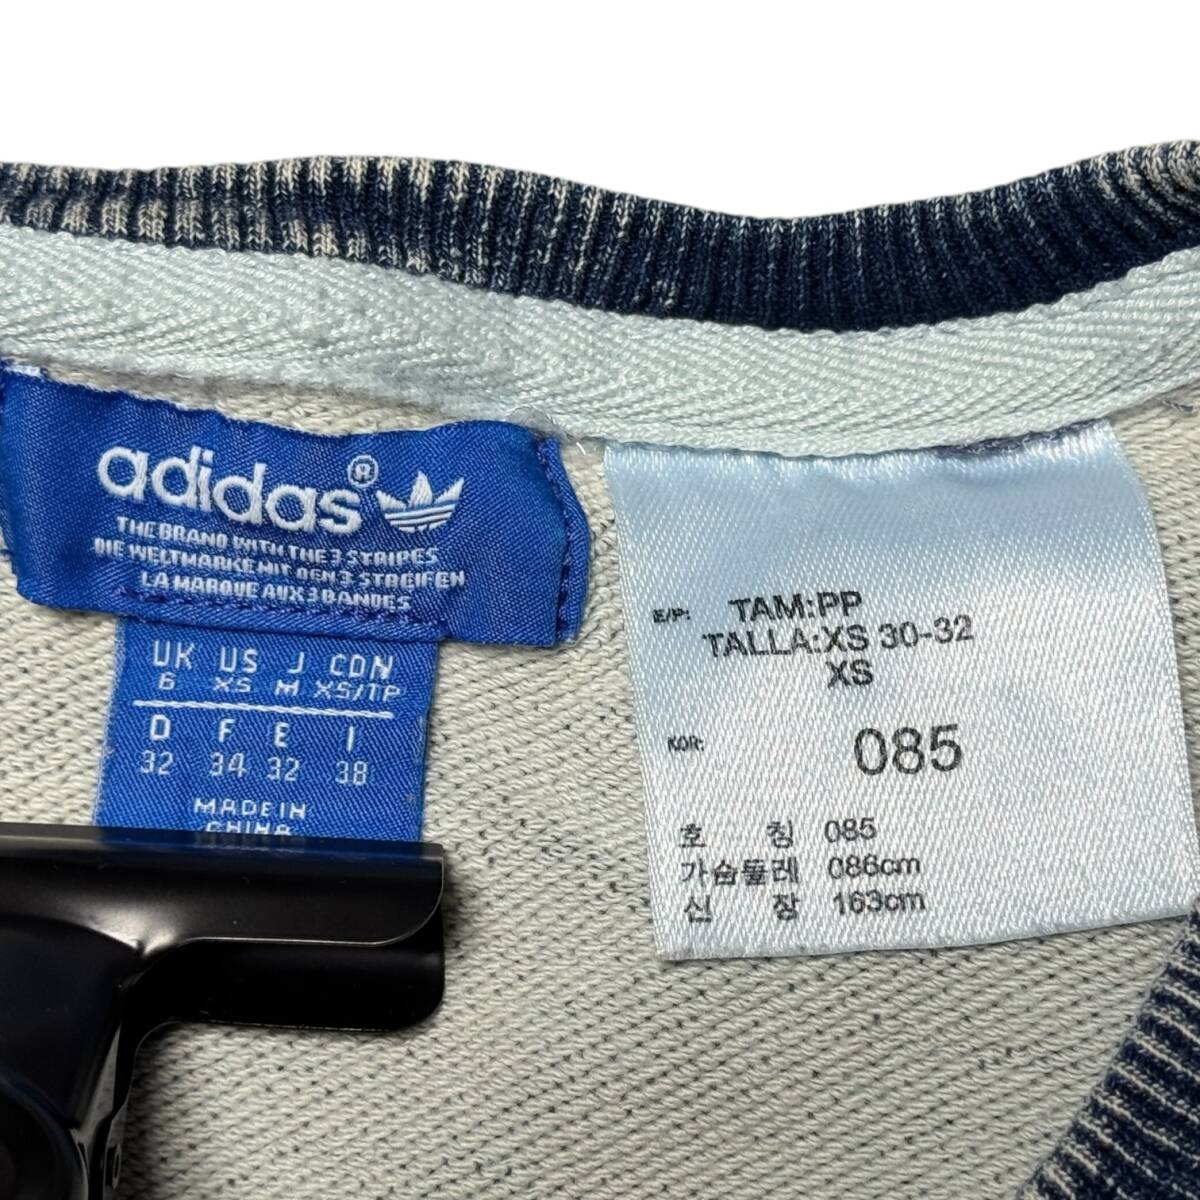 adidas®
THE BRAND WITH THE 3 STRIPES
DIE WELTMARKE MIT DEN 3 STREIFEN
LA MARQUE AUX 3 BANDES
UK US J CDN
6 XS M XS/TP
D F E I
32 34 32 38
MADE IN
CHINA
E/P: TAM:PP
TALLA:XS 30-32
XS
KOR: 085
호 칭 085
가슴둘레 086cm
신 장 163cm